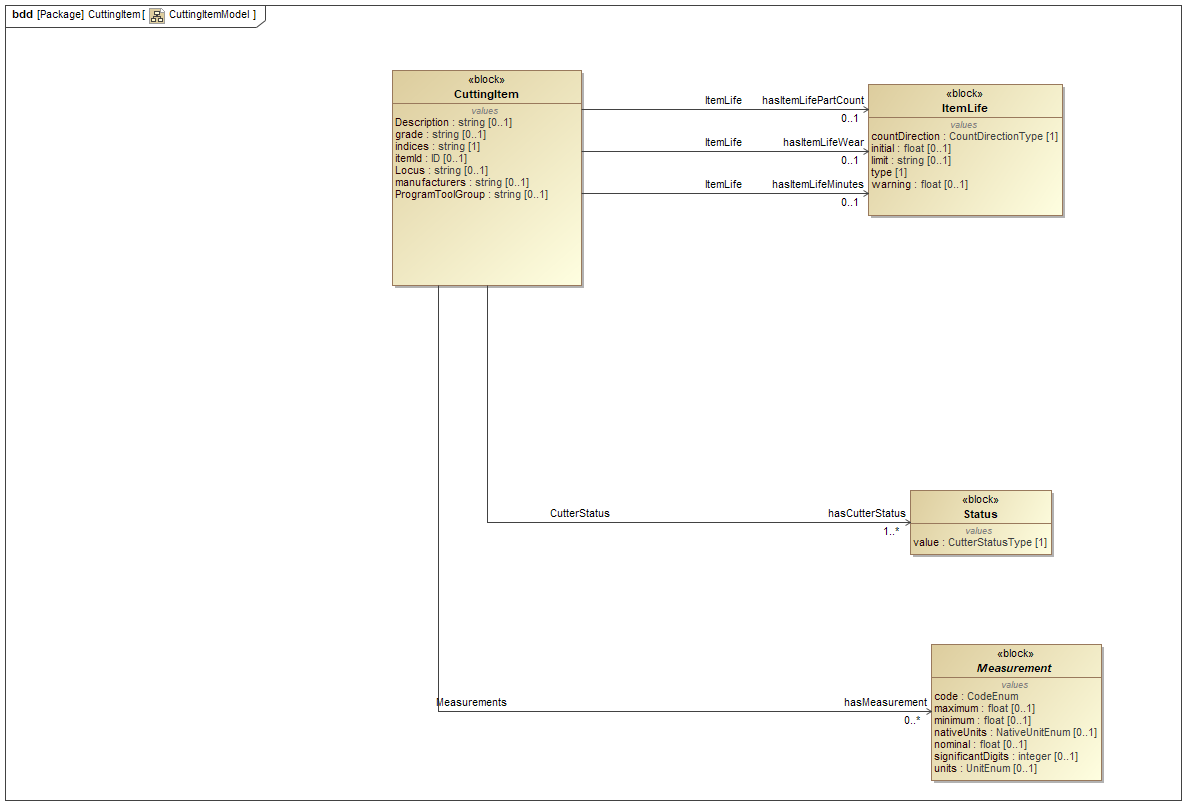 bdd [Package] CuttingItem[ CuttingItemModel ]
«block»
CuttingItem
values
Description : string [0..1]
grade : string [0..1]
indices : string [1]
itemId : ID [0..1]
Locus : string [0..1]
manufacturers : string [0..1]
ProgramToolGroup : string [0..1]
ItemLife hasItemLifePartCount
0..1
ItemLife hasItemLifeWear
0..1
ItemLife hasItemLifeMinutes
0..1
«block»
ItemLife
values
countDirection : CountDirectionType [1]
initial : float [0..1]
limit : string [0..1]
type [1]
warning : float [0..1]
CutterStatus hasCutterStatus
1..*
«block»
Status
values
value : CutterStatusType [1]
Measurements hasMeasurement
0..*
«block»
Measurement
values
code : CodeEnum
maximum : float [0..1]
minimum : float [0..1]
nativeUnits : NativeUnitEnum [0..1]
nominal : float [0..1]
significantDigits : integer [0..1]
units : UnitEnum [0..1]